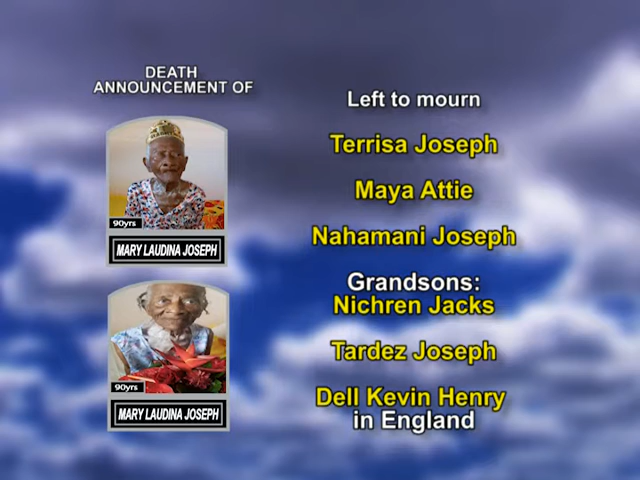 DEATH
ANNOUNCEMENT OF
90yrs
MARY LAUDINA JOSEPH
90yrs
MARY LAUDINA JOSEPH
Left to mourn
Terrisa Joseph
Maya Attie
Nahamani Joseph
Grandsons:
Nichren Jacks
Tardez Joseph
Dell Kevin Henry
in England